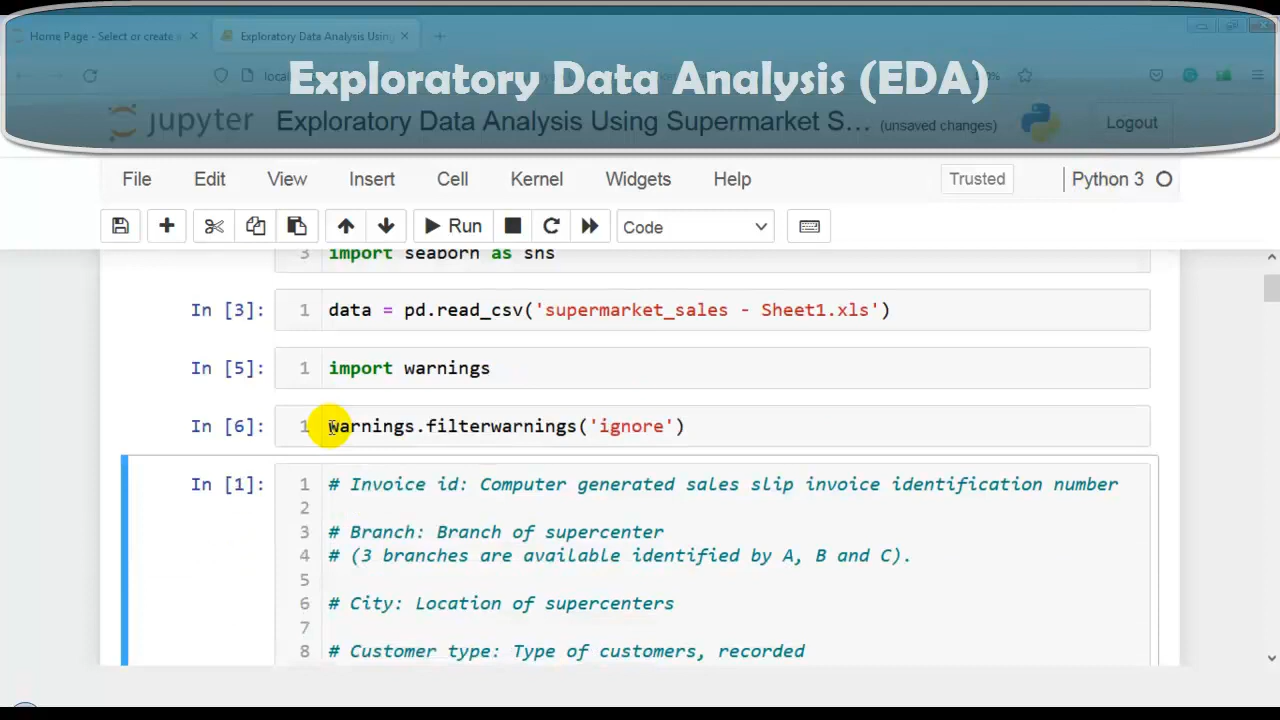 Home Page - Select or create
Exploratory Data Analysis Using
Exploratory Data Analysis (EDA)
jupyter Exploratory Data Analysis Using Supermarket S... (unsaved changes) Logout
File Edit View Insert Cell Kernel Widgets Help Trusted Python 3
Run Code
3 import seaborn as sns
In [3]: 1 data = pd.read_csv('supermarket_sales - Sheet1.xls')
In [5]: 1 import warnings
In [6]: 1 warnings.filterwarnings('ignore')
In [1]: 1 # Invoice id: Computer generated sales slip invoice identification number
2
3 # Branch: Branch of supercenter
4 # (3 branches are available identified by A, B and C).
5
6 # City: Location of supercenters
7
8 # Customer type: Type of customers, recorded